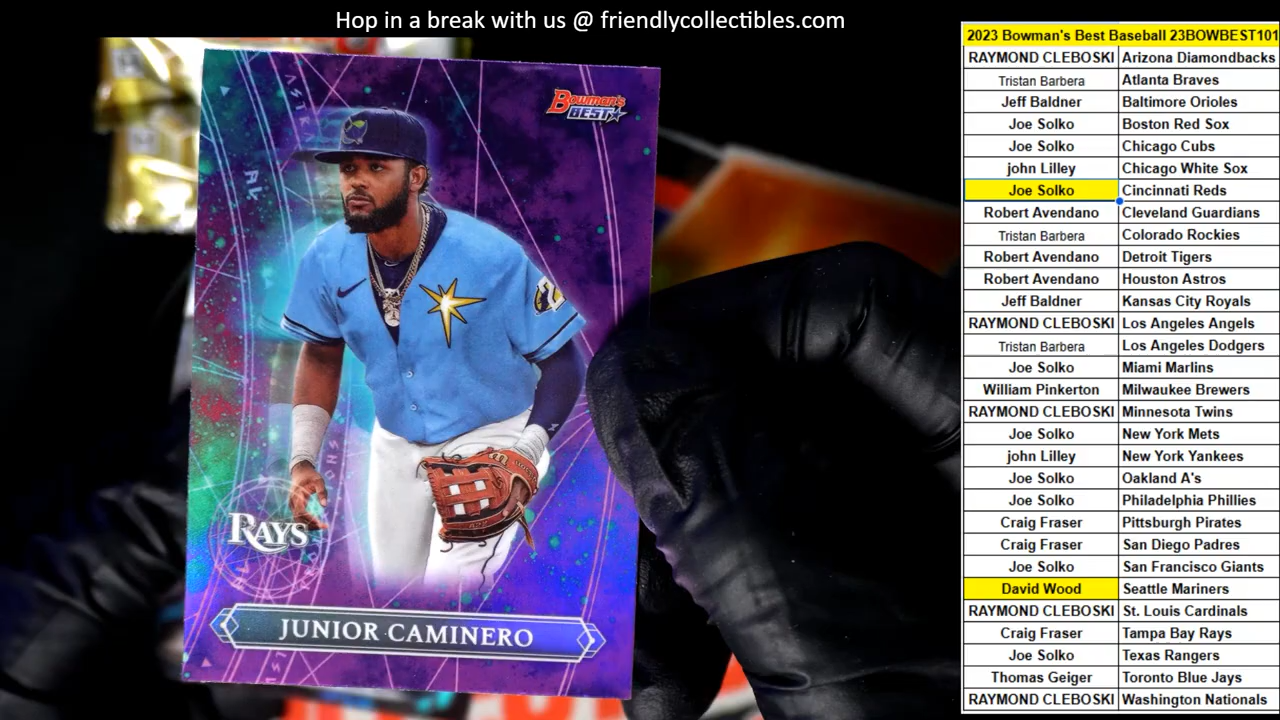 Hop in a break with us @ friendlycollectibles.com
Bowman's
BEST
RAYS
JUNIOR CAMINERO
2023 Bowman's Best Baseball 23BOWBEST101
RAYMOND CLEBOSKI Arizona Diamondbacks
Tristan Barbera Atlanta Braves
Jeff Baldner Baltimore Orioles
Joe Solko Boston Red Sox
Joe Solko Chicago Cubs
john Lilley Chicago White Sox
Joe Solko Cincinnati Reds
Robert Avendano Cleveland Guardians
Tristan Barbera Colorado Rockies
Robert Avendano Detroit Tigers
Robert Avendano Houston Astros
Jeff Baldner Kansas City Royals
RAYMOND CLEBOSKI Los Angeles Angels
Tristan Barbera Los Angeles Dodgers
Joe Solko Miami Marlins
William Pinkerton Milwaukee Brewers
RAYMOND CLEBOSKI Minnesota Twins
Joe Solko New York Mets
john Lilley New York Yankees
Joe Solko Oakland A's
Joe Solko Philadelphia Phillies
Craig Fraser Pittsburgh Pirates
Craig Fraser San Diego Padres
Joe Solko San Francisco Giants
David Wood Seattle Mariners
RAYMOND CLEBOSKI St. Louis Cardinals
Craig Fraser Tampa Bay Rays
Joe Solko Texas Rangers
Thomas Geiger Toronto Blue Jays
RAYMOND CLEBOSKI Washington Nationals